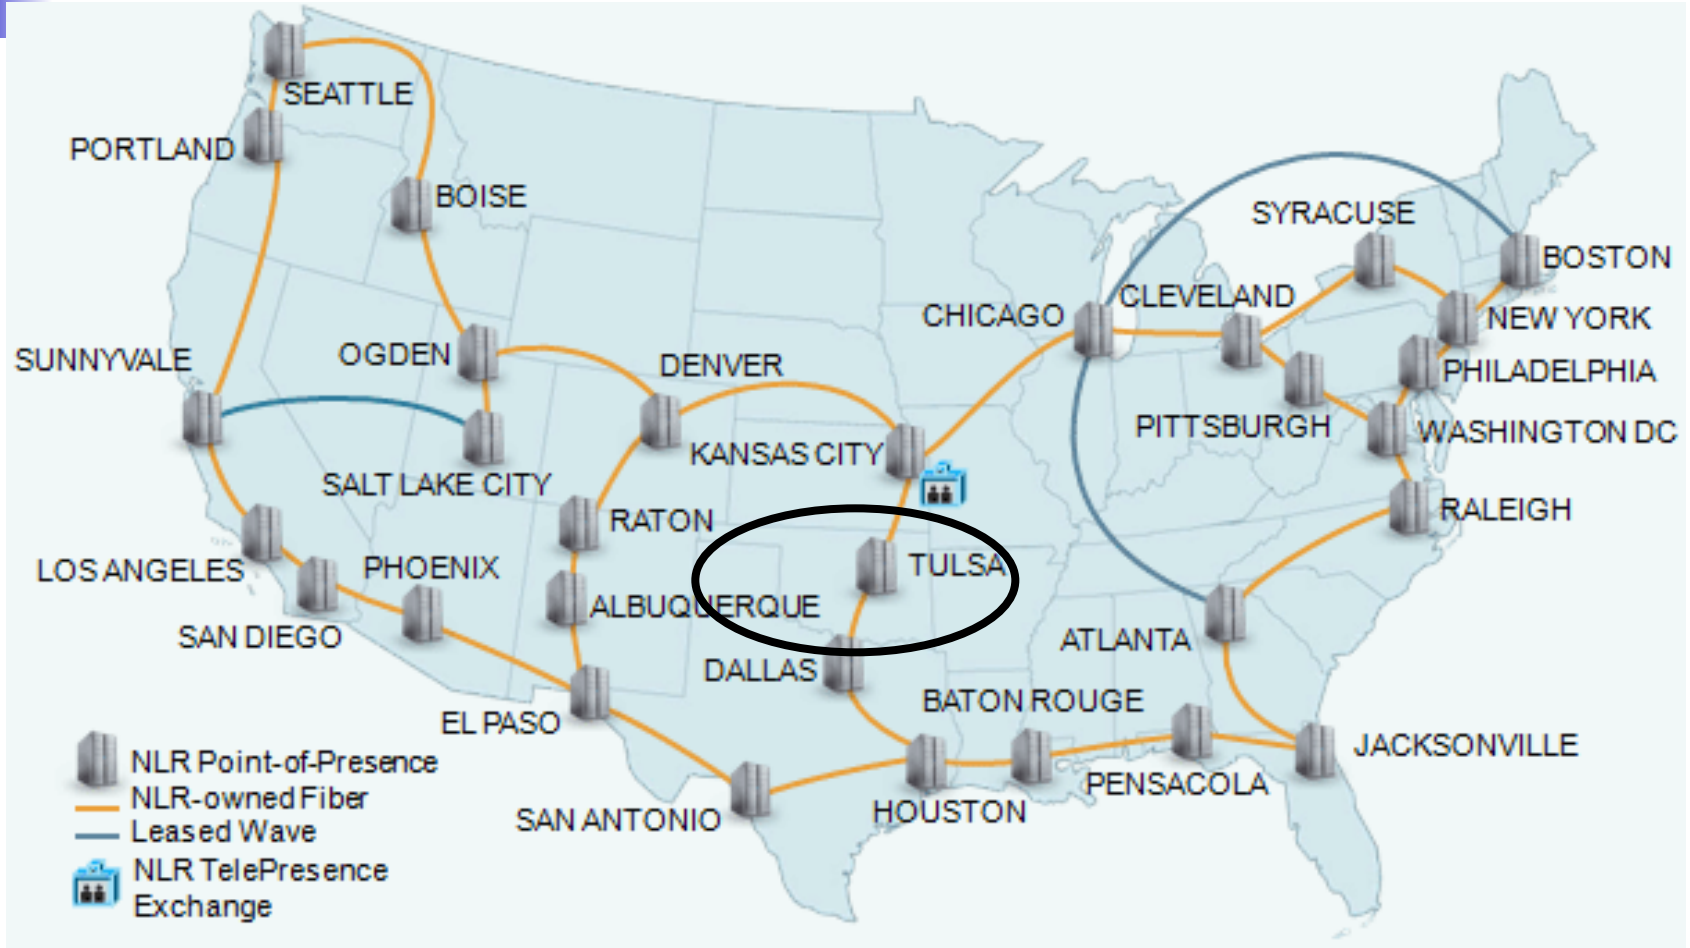 SEATTLE
PORTLAND
BOISE
SYRACUSE
BOSTON
CLEVELAND
CHICAGO
NEW YORK
SUNNYVALE
OGDEN
DENVER
PHILADELPHIA
PITTSBURGH
WASHINGTON DC
KANSAS CITY
SALT LAKE CITY
RATON
RALEIGH
LOS ANGELES
PHOENIX
TULSA
ALBUQUERQUE
SAN DIEGO
ATLANTA
DALLAS
BATON ROUGE
EL PASO
JACKSONVILLE
PENSACOLA
HOUSTON
SAN ANTONIO
NLR Point-of-Presence
NLR-owned Fiber
Leased Wave
NLR TelePresence
Exchange